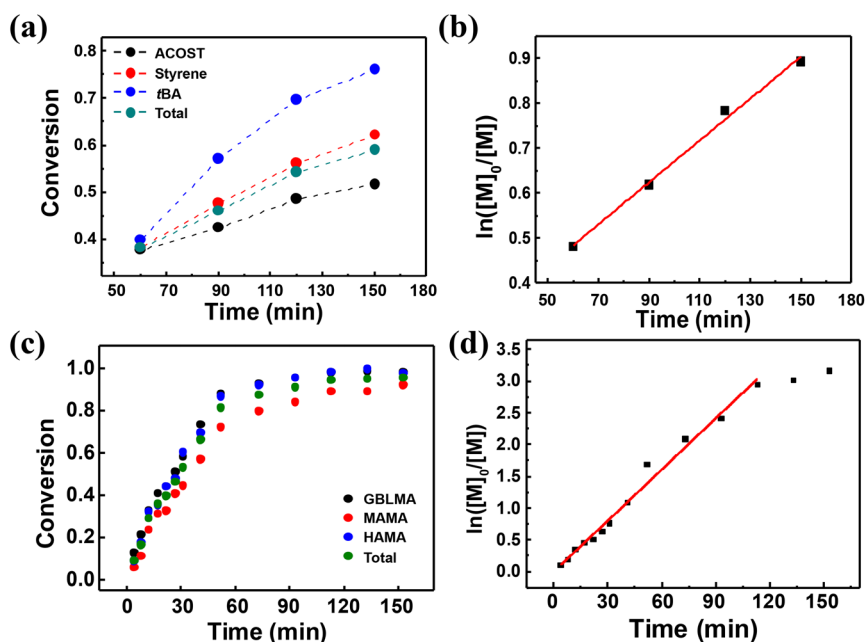 (a)
Conversion
0.8
0.7
0.6
0.5
0.4
ACOST
Styrene
tBA
Total
50 70 90 110 130 150 180
Time (min)
(b)
ln([M]0/[M])
0.9
0.8
0.7
0.6
0.5
0.4
50 70 90 110 130 150 180
Time (min)
(c)
Conversion
1.0
0.8
0.6
0.4
0.2
0.0
GBLMA
MAMA
HAMA
Total
0 30 60 90 120 150
Time (min)
(d)
ln([M]0/[M])
3.5
3.0
2.5
2.0
1.5
1.0
0.5
0.0
0 30 60 90 120 150
Time (min)